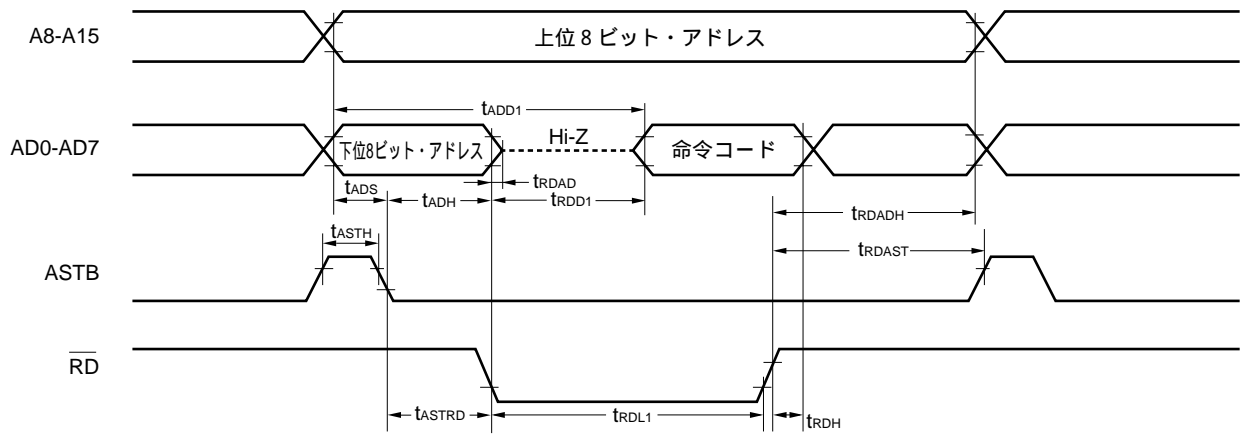 A8-A15
上位８ビット・アドレス
tADD1
AD0-AD7
下位8ビット・アドレス
Hi-Z
命令コード
tADS
tADH
tRDAD
tRDD1
tRDADH
tASTH
tRDAST
ASTB
RD
tASTRD
tRDL1
tRDH